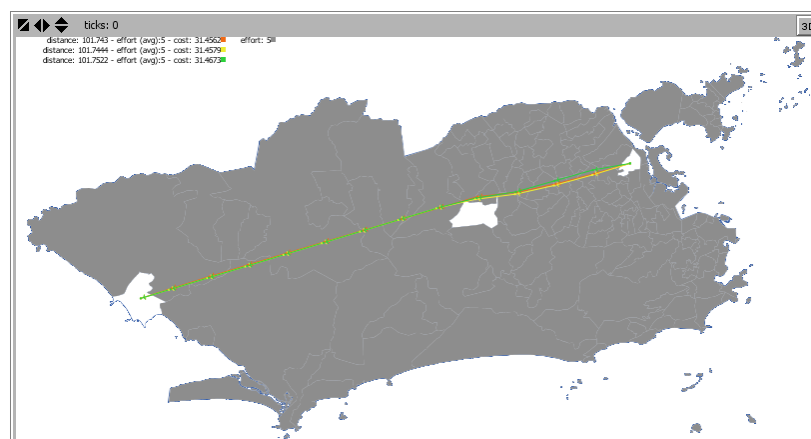 ticks: 0
3D
distance: 101.743 - effort (avg):5 - cost: 31.4562
effort: 5
distance: 101.7444 - effort (avg):5 - cost: 31.4579
distance: 101.7522 - effort (avg):5 - cost: 31.4673